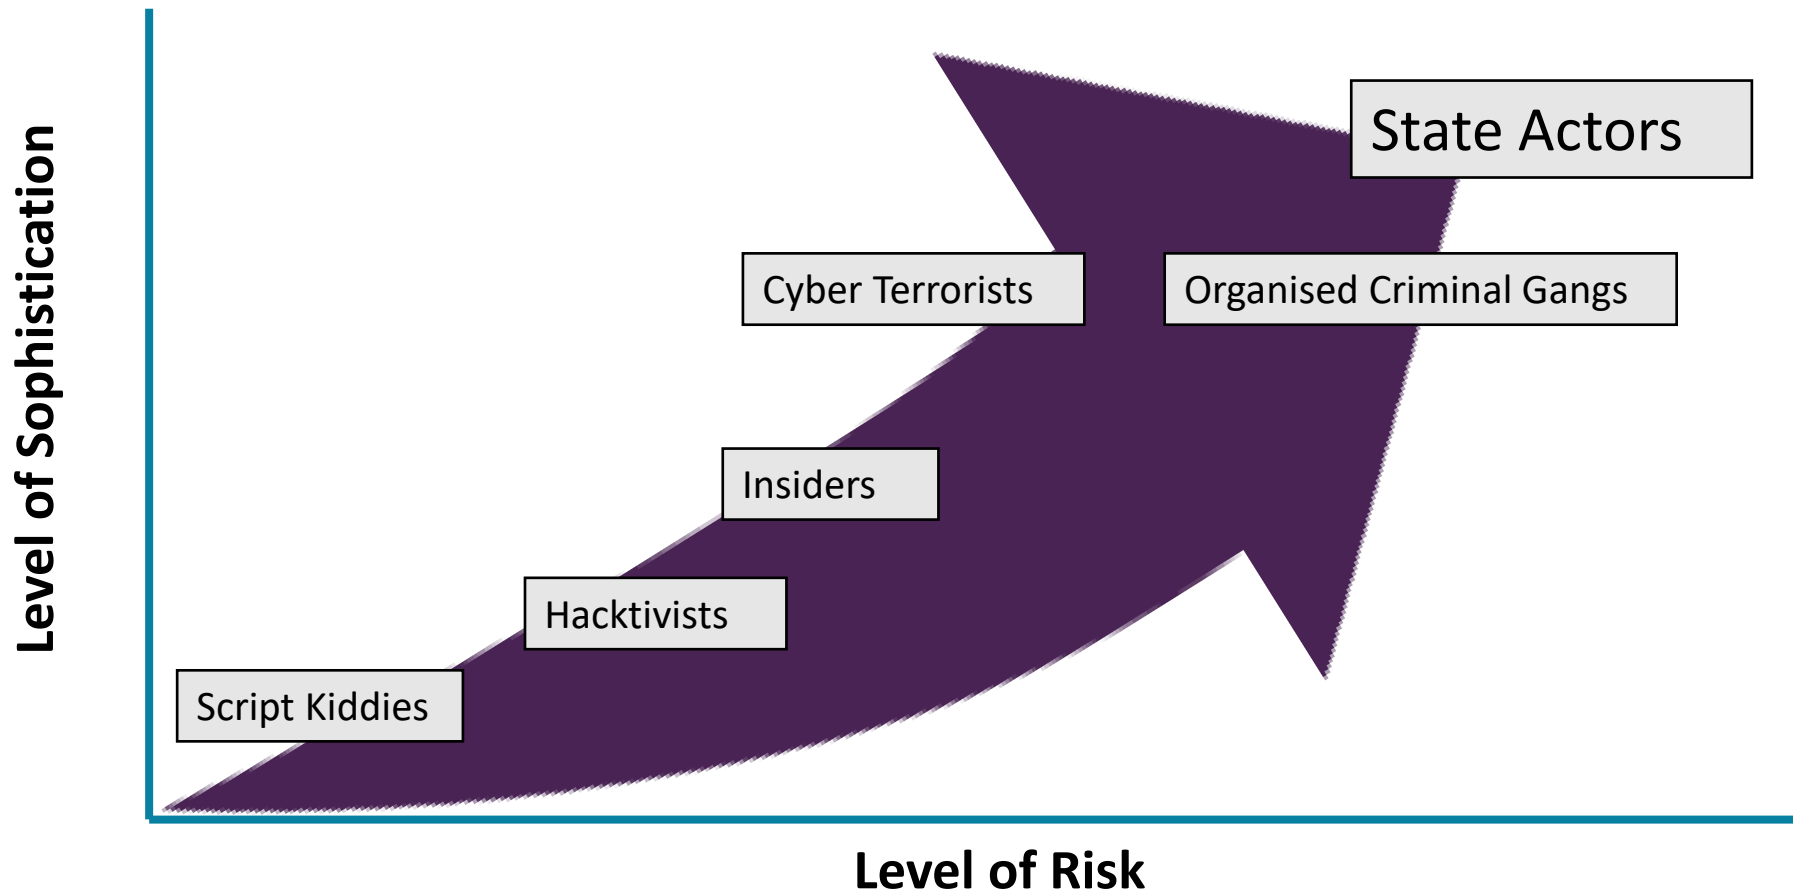 Level of Sophistication
State Actors
Cyber Terrorists
Organised Criminal Gangs
Insiders
Hacktivists
Script Kiddies
Level of Risk